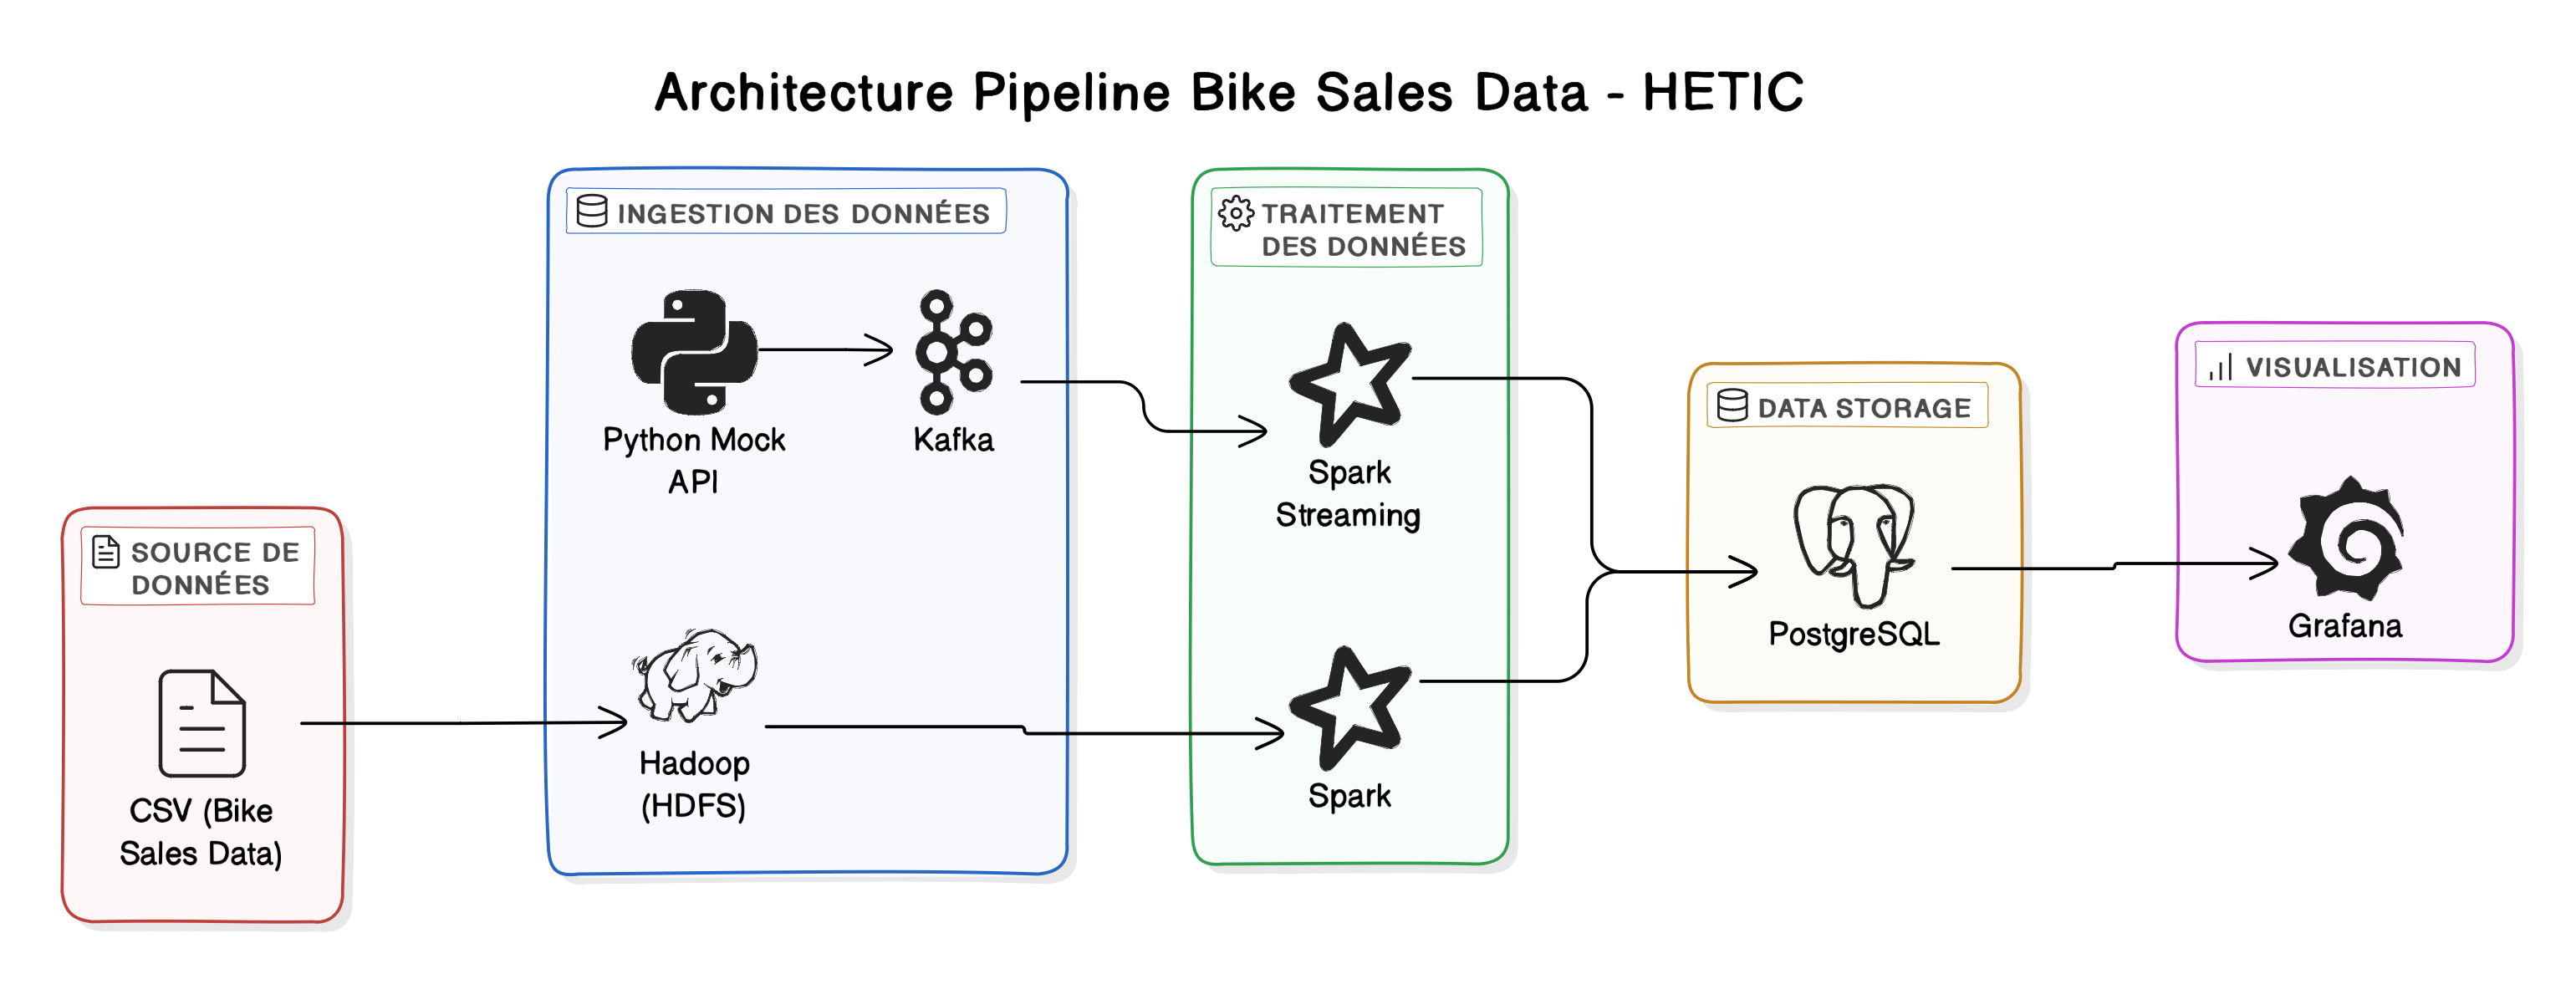 Architecture Pipeline Bike Sales Data - HETIC
SOURCE DE
DONNÉES
CSV (Bike
Sales Data)
INGESTION DES DONNÉES
Python Mock
API
Kafka
Hadoop
(HDFS)
TRAITEMENT
DES DONNÉES
Spark
Streaming
Spark
DATA STORAGE
PostgreSQL
VISUALISATION
Grafana